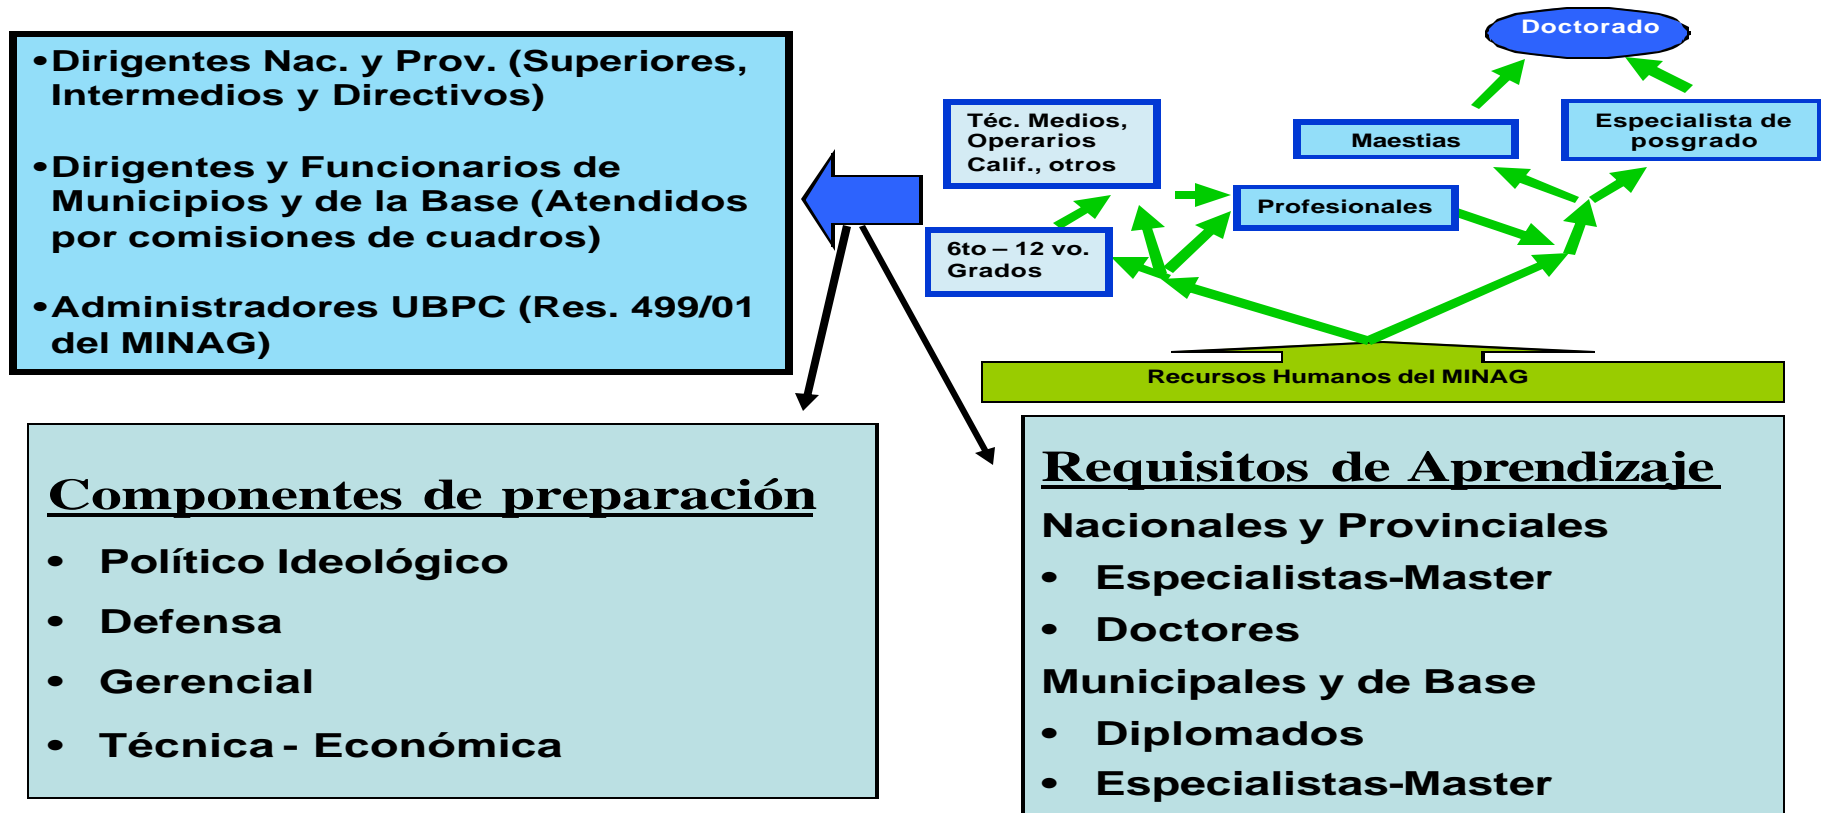 •Dirigentes Nac. y Prov. (Superiores,
Intermedios y Directivos)
•Dirigentes y Funcionarios de
Municipios y de la Base (Atendidos
por comisiones de cuadros)
•Administradores UBPC (Res. 499/01
del MINAG)
Doctorado
Téc. Medios,
Operarios
Calif., otros
Maestias
Especialista de
posgrado
Profesionales
6to – 12 vo.
Grados
Recursos Humanos del MINAG
Componentes de preparación
• Político Ideológico
• Defensa
• Gerencial
• Técnica - Económica
Requisitos de Aprendizaje
Nacionales y Provinciales
• Especialistas-Master
• Doctores
Municipales y de Base
• Diplomados
• Especialistas-Master